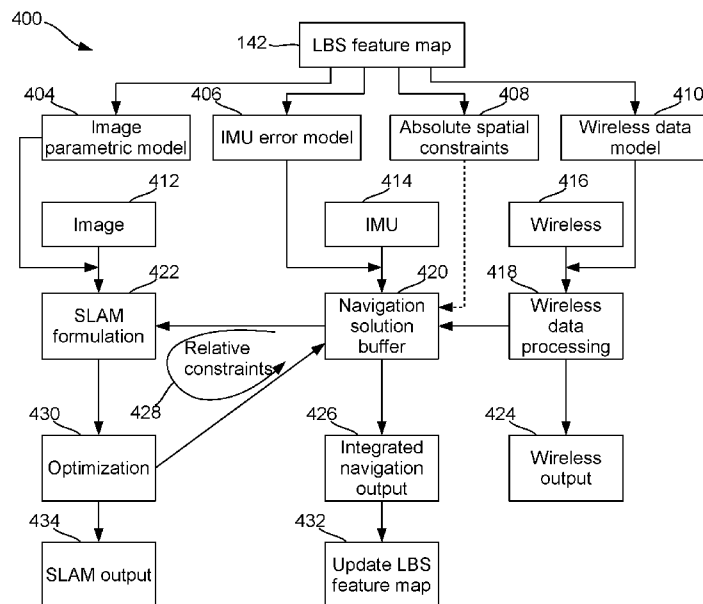 400
142
LBS feature map
404
406
408
410
Image
parametric model
IMU error model
Absolute spatial
constraints
Wireless data
model
412
414
416
Image
IMU
Wireless
422
420
418
SLAM
formulation
Navigation
solution
buffer
Wireless
data
processing
Relative
constraints
428
430
426
424
Optimization
Integrated
navigation
output
Wireless
output
434
432
SLAM output
Update LBS
feature map